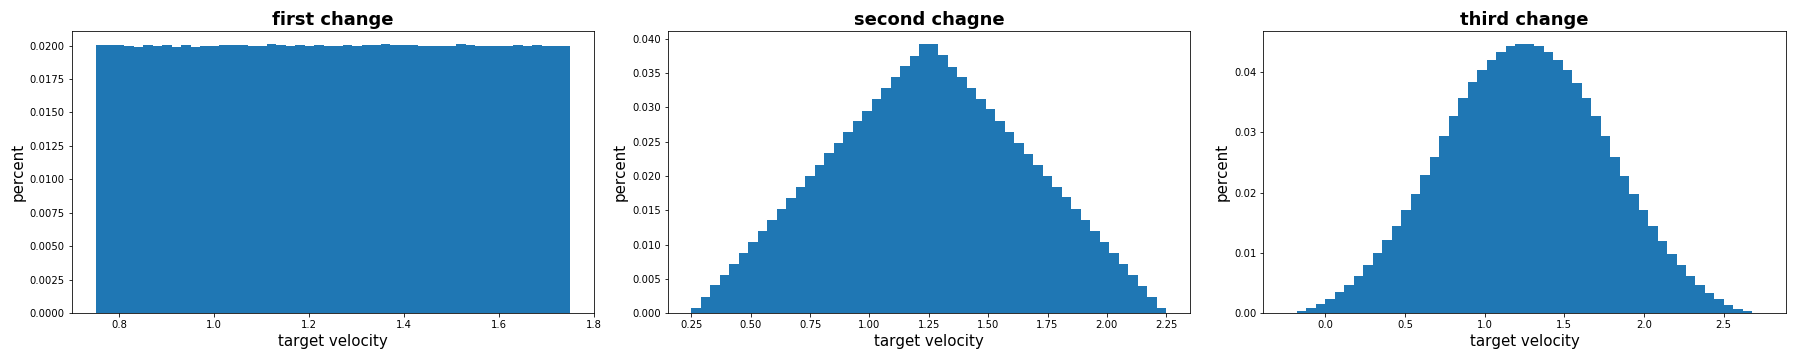 first change
second chagne
third change
0.0200
0.0175
0.0150
0.0125
0.0100
0.0075
0.0050
0.0025
0.0000
percent
0.8 1.0 1.2 1.4 1.6 1.8
target velocity
0.040
0.035
0.030
0.025
0.020
0.015
0.010
0.005
0.000
percent
0.25 0.50 0.75 1.00 1.25 1.50 1.75 2.00 2.25
target velocity
0.04
0.03
0.02
0.01
0.00
percent
0.0 0.5 1.0 1.5 2.0 2.5
target velocity